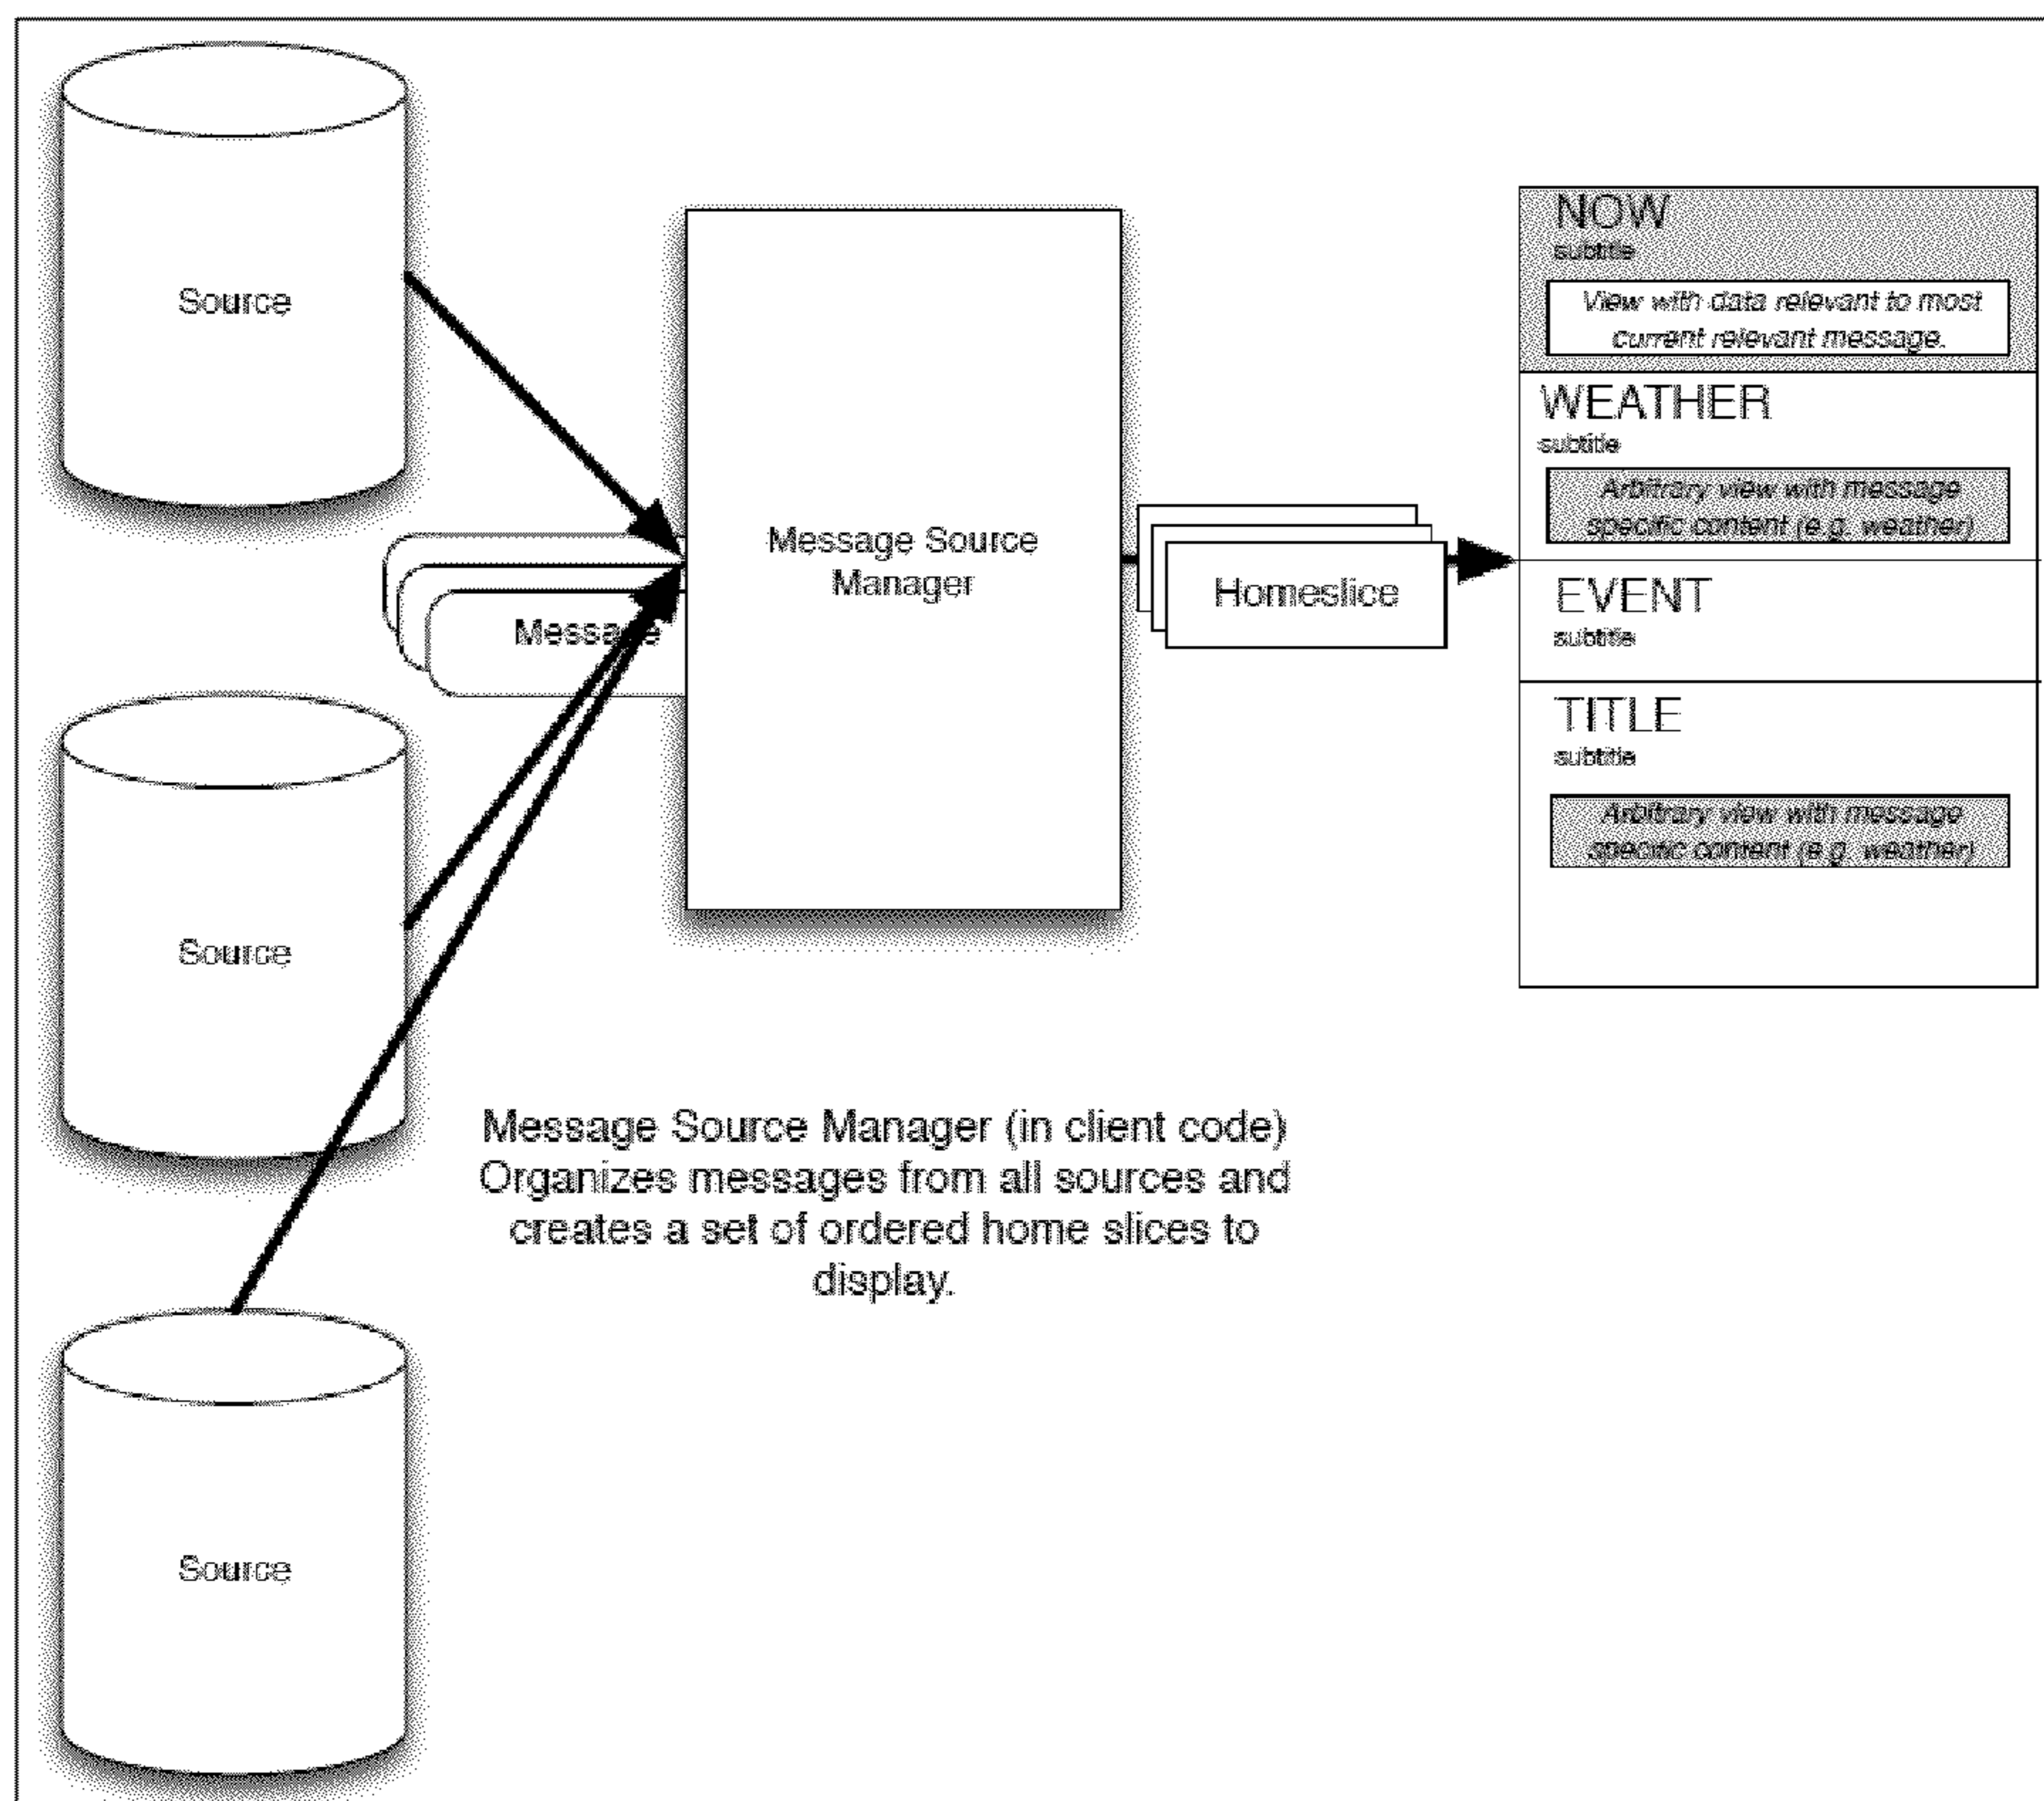 Source
Message
Source
Source
Message Source
Manager
Homeslice
NOW
subtitle
View with data relevant to most
current relevant message.
WEATHER
subtitle
Arbitrary view with message
specific content (e.g. weather)
EVENT
subtitle
TITLE
subtitle
Arbitrary view with message
specific content (e.g. weather)
Message Source Manager (in client code)
Organizes messages from all sources and
creates a set of ordered home slices to
display.